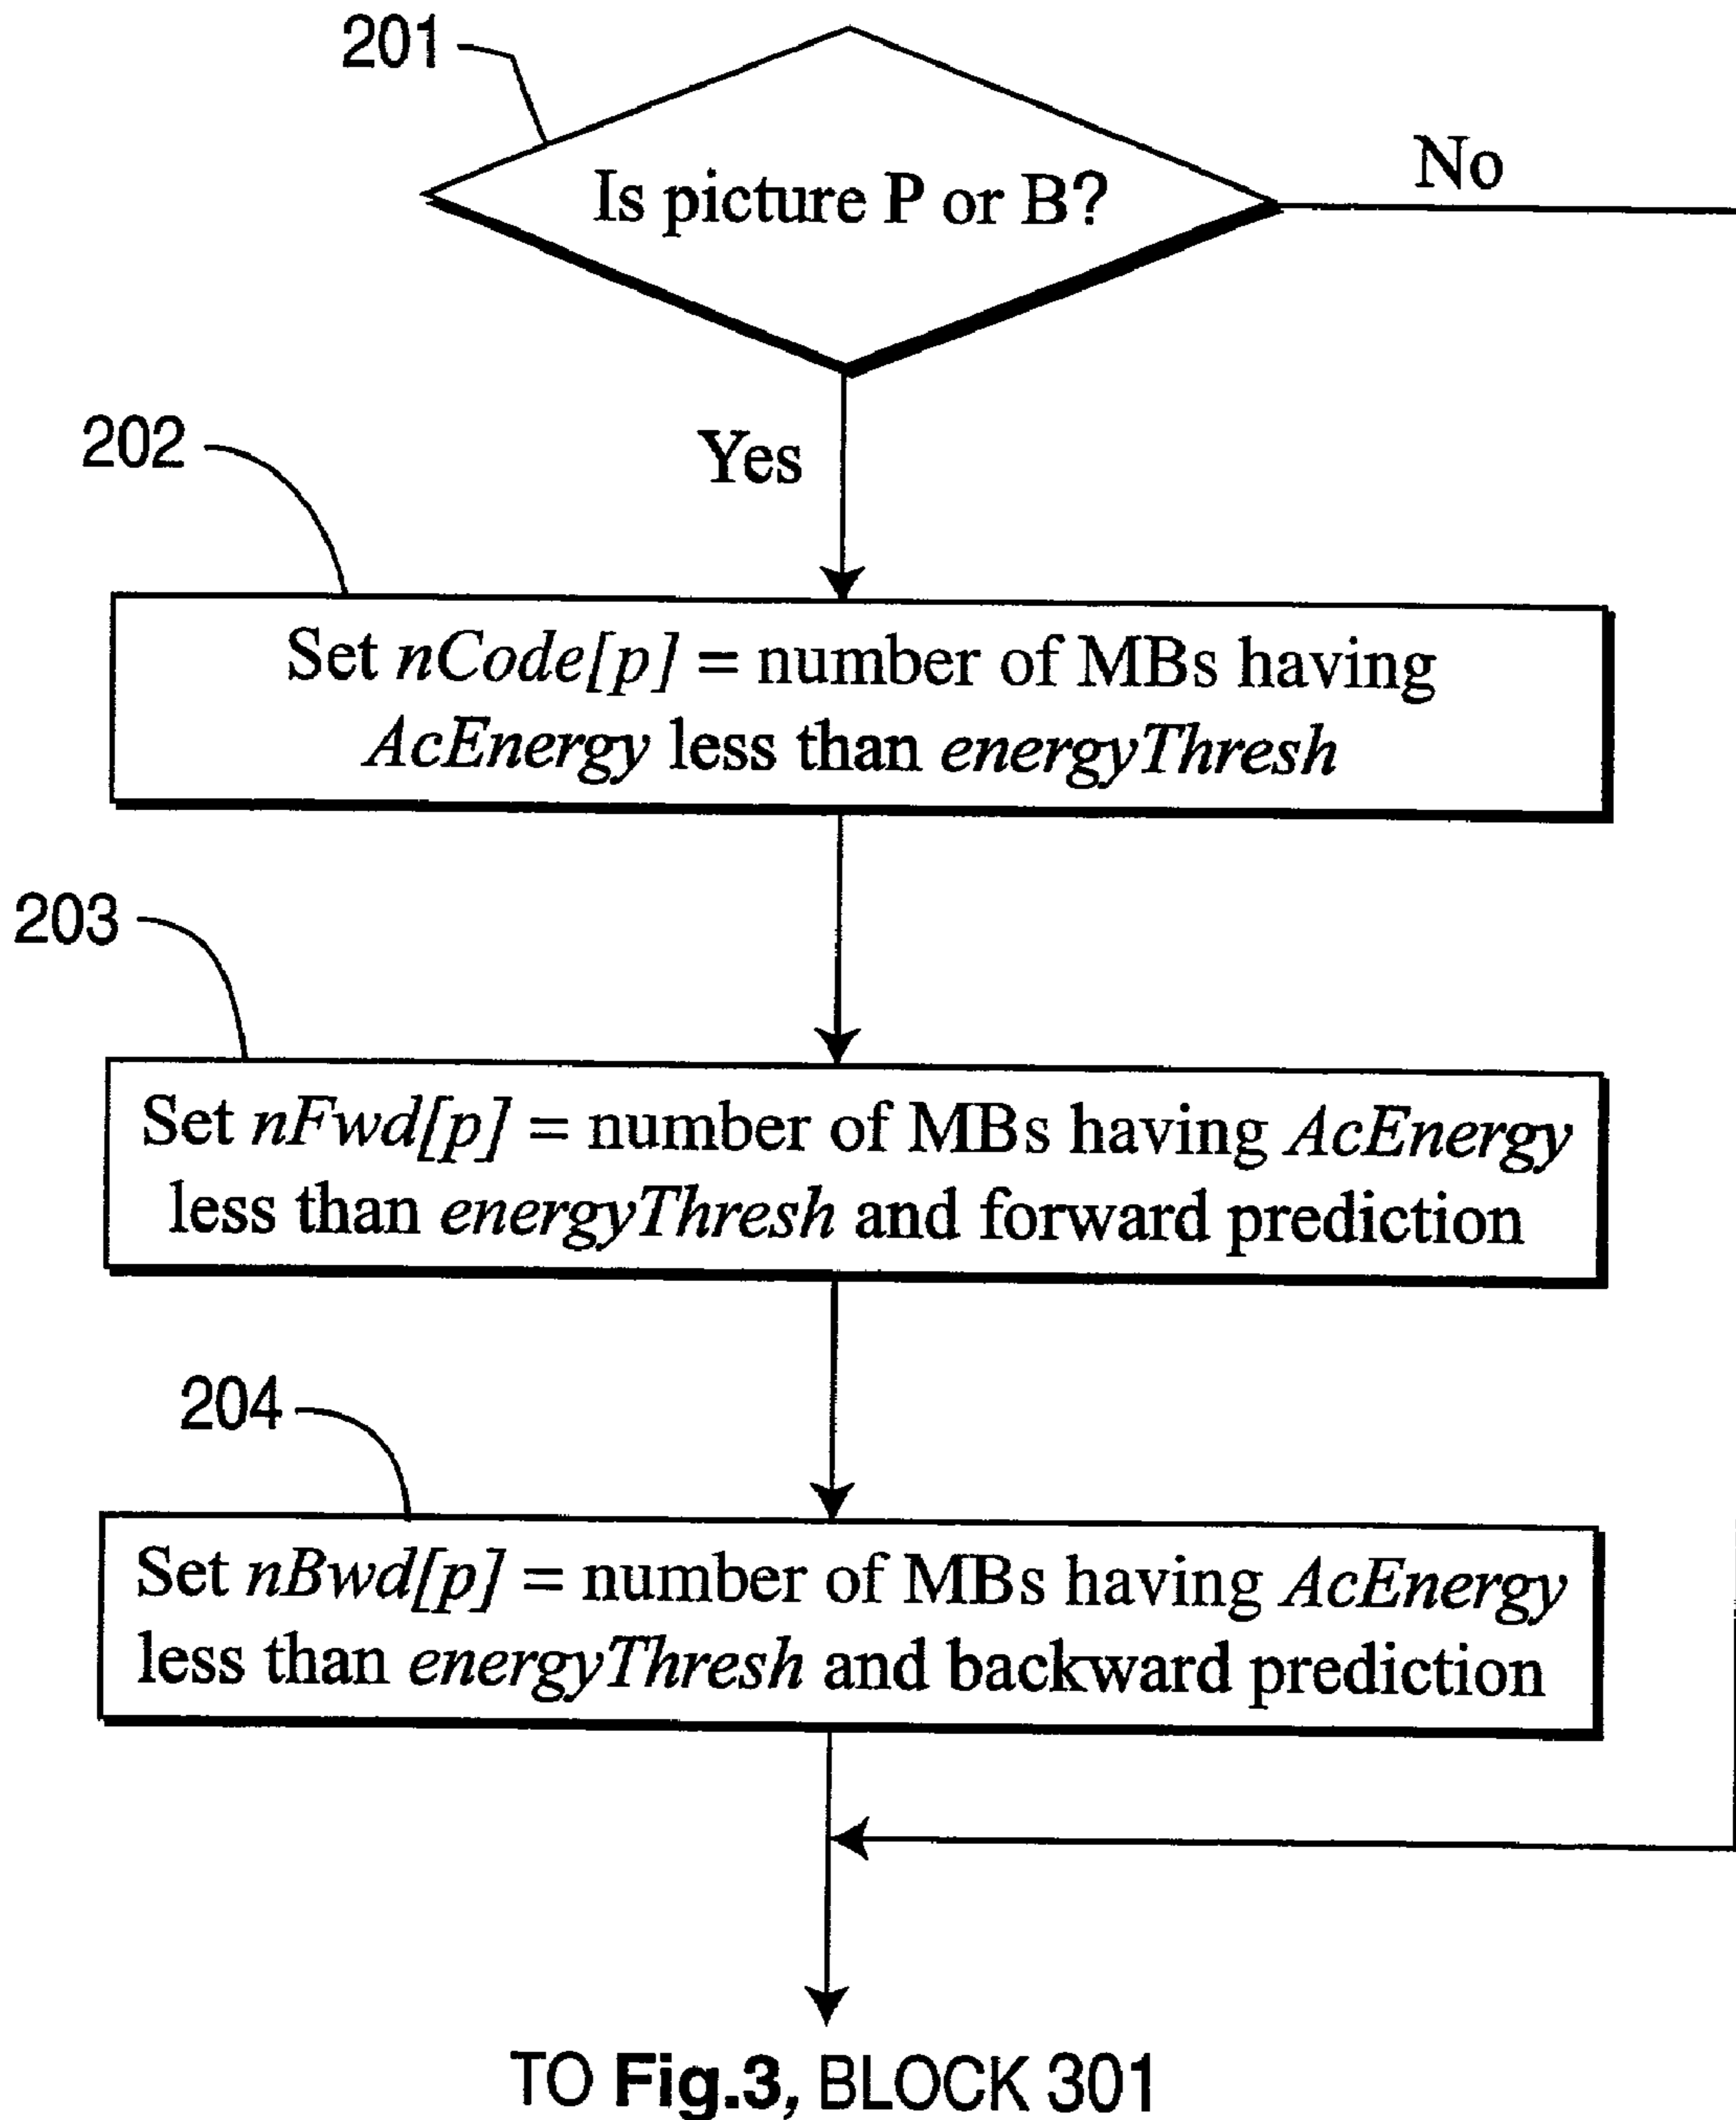 201
Is picture P or B?
No
Yes
202
Set nCode[p] = number of MBs having
AcEnergy less than energyThresh
203
Set nFwd[p] = number of MBs having AcEnergy
less than energyThresh and forward prediction
204
Set nBwd[p] = number of MBs having AcEnergy
less than energyThresh and backward prediction
TO Fig.3, BLOCK 301